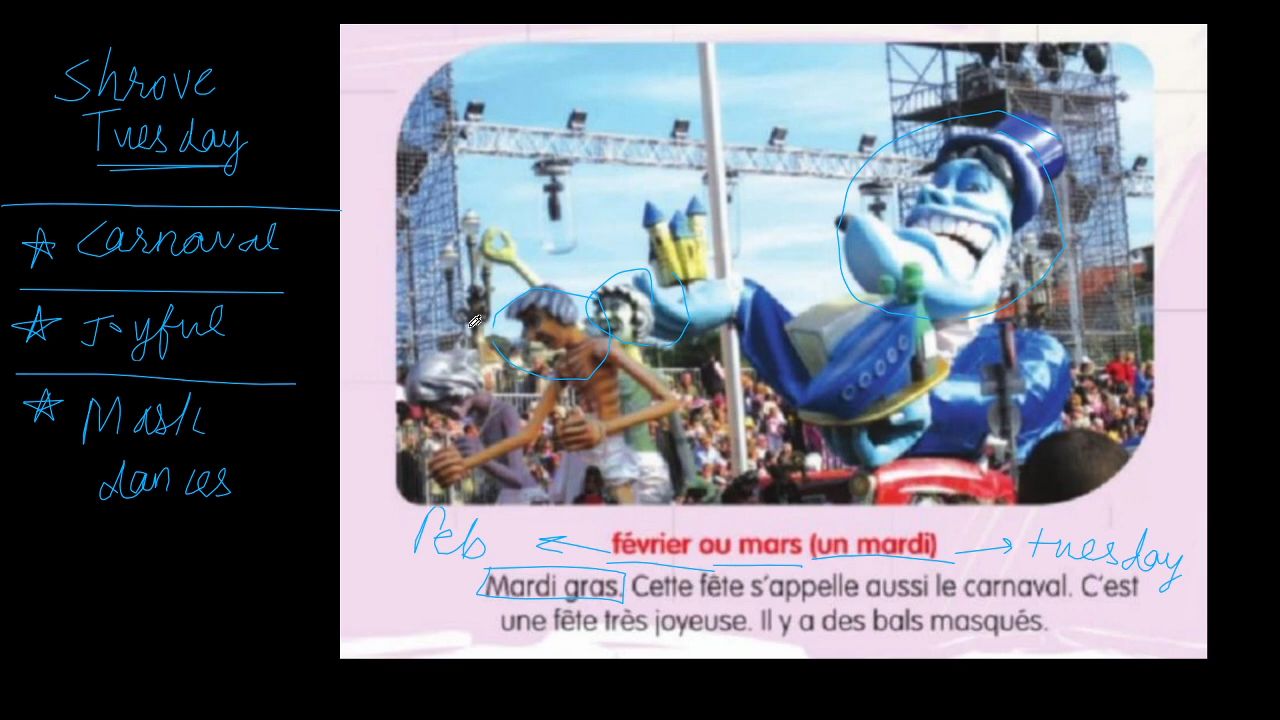 Shrove
Tuesday
Carnaval
Joyful
Mask
dances
Feb
février ou mars (un mardi)
tuesday
Mardi gras. Cette fête s'appelle aussi le carnaval. C'est
une fête très joyeuse. Il y a des bals masqués.